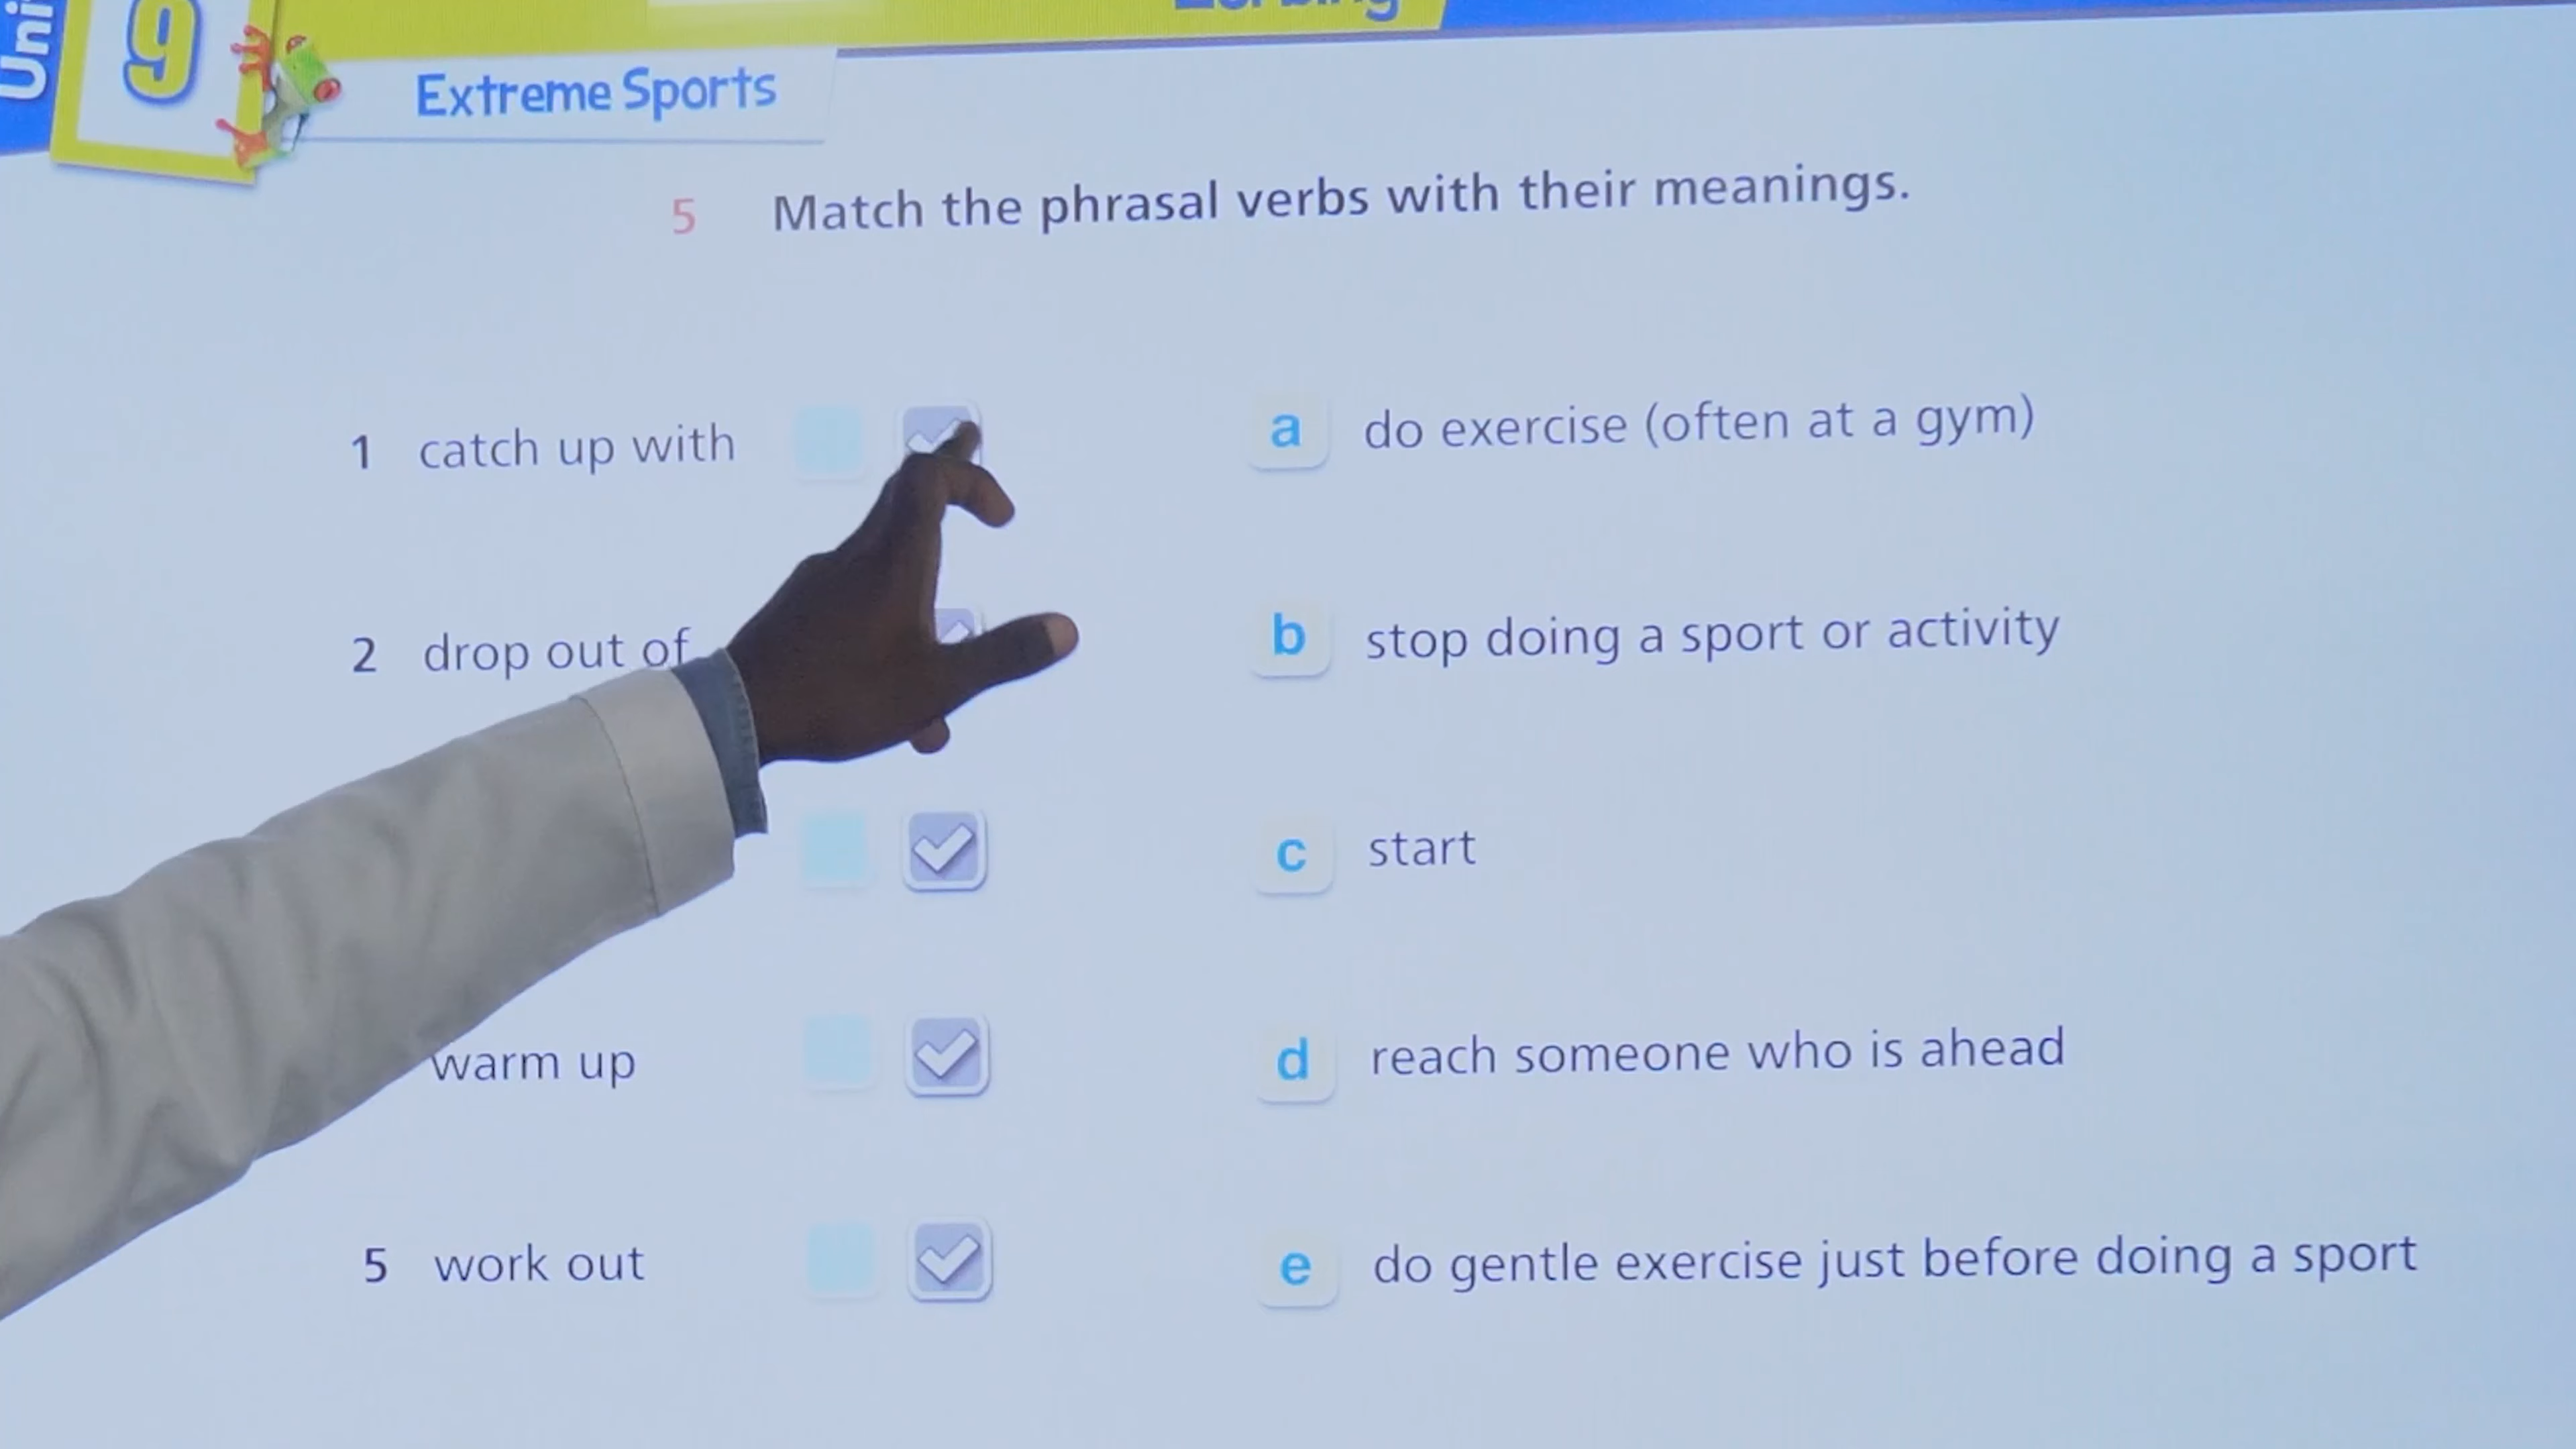 Uni
9
Extreme Sports
5 Match the phrasal verbs with their meanings.
1 catch up with
a do exercise (often at a gym)
2 drop out of
b stop doing a sport or activity
c start
warm up
d reach someone who is ahead
5 work out
e do gentle exercise just before doing a sport